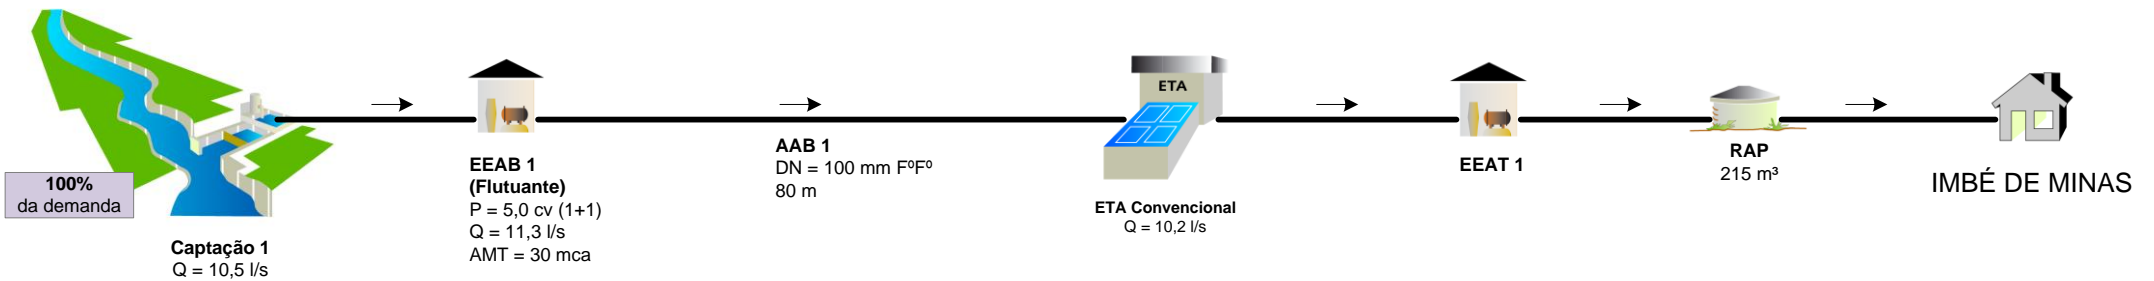 100%
da demanda
Captação 1
Q = 10,5 l/s
EEAB 1
(Flutuante)
P = 5,0 cv (1+1)
Q = 11,3 l/s
AMT = 30 mca
AAB 1
DN = 100 mm FºFº
80 m
ETA
ETA Convencional
Q = 10,2 l/s
EEAT 1
RAP
215 m³
IMBÉ DE MINAS